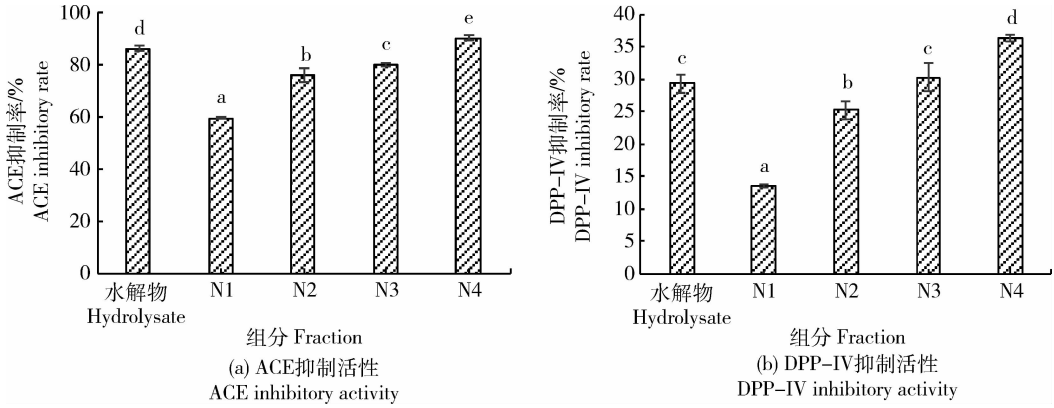 ACE抑制率/%
ACE inhibitory rate
100
80
60
40
20
0
d
a
b
c
e
水解物
Hydrolysate
N1
N2
N3
N4
组分 Fraction
(a) ACE抑制活性
ACE inhibitory activity
DPP-IV抑制率/%
DPP-IV inhibitory rate
40
35
30
25
20
15
10
5
0
c
a
b
c
d
水解物
Hydrolysate
N1
N2
N3
N4
组分 Fraction
(b) DPP-IV抑制活性
DPP-IV inhibitory activity